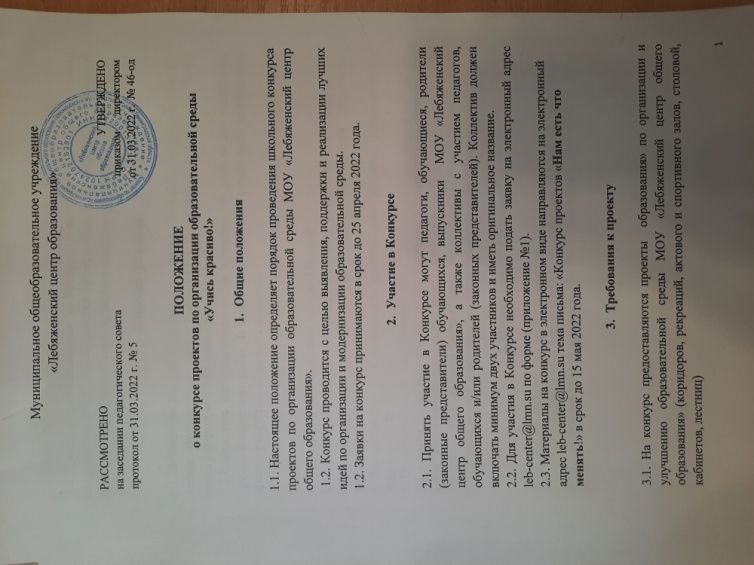 Муниципальное общеобразовательное учреждение
«Лебяженский центр образования»
РАССМОТРЕНО
на заседании педагогического совета
протокол от 31.03.2022 г. № 5
УТВЕРЖДЕНО
приказом директором
от 31.03.2022 г. № 46-од
ПОЛОЖЕНИЕ
о конкурсе проектов по организации образовательной среды
«Учись красиво!»
1. Общие положения
1.1. Настоящее положение определяет порядок проведения школьного конкурса
проектов по организации образовательной среды МОУ «Лебяженский центр
общего образования».
1.2. Конкурс проводится с целью выявления, поддержки и реализации лучших
идей по организации и модернизации образовательной среды.
1.2. Заявки на конкурс принимаются в срок до 25 апреля 2022 года.
2. Участие в Конкурсе
2.1. Принять участие в Конкурсе могут педагоги, обучающиеся, родители
(законные представители) обучающихся, выпускники МОУ «Лебяженский
центр общего образования», а также коллективы с участием педагогов,
обучающихся и/или родителей (законных представителей). Коллектив должен
включать минимум двух участников и иметь оригинальное название.
2.2. Для участия в Конкурсе необходимо подать заявку на электронный адрес
leb-center@lmn.su по форме (приложение №1).
2.3. Материалы на конкурс в электронном виде направляются на электронный
адрес leb-center@lmn.su тема письма: «Конкурс проектов «Нам есть что
менять!» в срок до 15 мая 2022 года.
3. Требования к проекту
3.1. На конкурс предоставляются проекты образования» по организации и
улучшению образовательной среды МОУ «Лебяженский центр общего
образования» (коридоров, рекреаций, актового и спортивного залов, столовой,
кабинетов, лестниц)
1